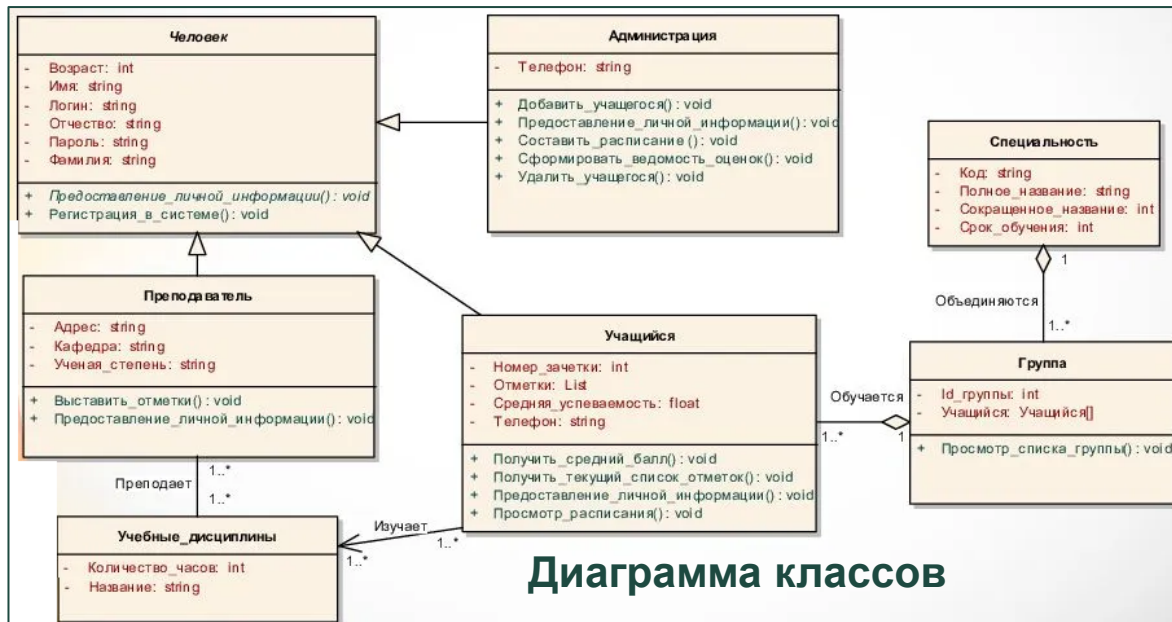 Человек
- Возраст: int
- Имя: string
- Логин: string
- Отчество: string
- Пароль: string
- Фамилия: string
+ Предоставление_личной_информации(): void
+ Регистрация_в_системе(): void
Администрация
- Телефон: string
+ Добавить_учащегося(): void
+ Предоставление_личной_информации(): void
+ Составить_расписание (): void
+ Сформировать_ведомость_оценок(): void
+ Удалить_учащегося(): void
Специальность
- Код: string
- Полное_название: string
- Сокращенное_название: int
- Срок_обучения: int
1
Объединяются
1..*
Преподаватель
- Адрес: string
- Кафедра: string
- Ученая_степень: string
+ Выставить_отметки(): void
+ Предоставление_личной_информации(): void
Учащийся
- Номер_зачетки: int
- Отметки: List
- Средняя_успеваемость: float
- Телефон: string
+ Получить_средний_балл(): void
+ Получить_текущий_список_отметок(): void
+ Предоставление_личной_информации(): void
+ Просмотр_расписания(): void
Обучается
1..*
1
Группа
- Id_группы: int
- Учащийся: Учащийся[]
+ Просмотр_списка_группы(): void
1..*
Преподает
1..*
Учебные_дисциплины
- Количество_часов: int
- Название: string
Изучает
1..*
1..*
Диаграмма классов